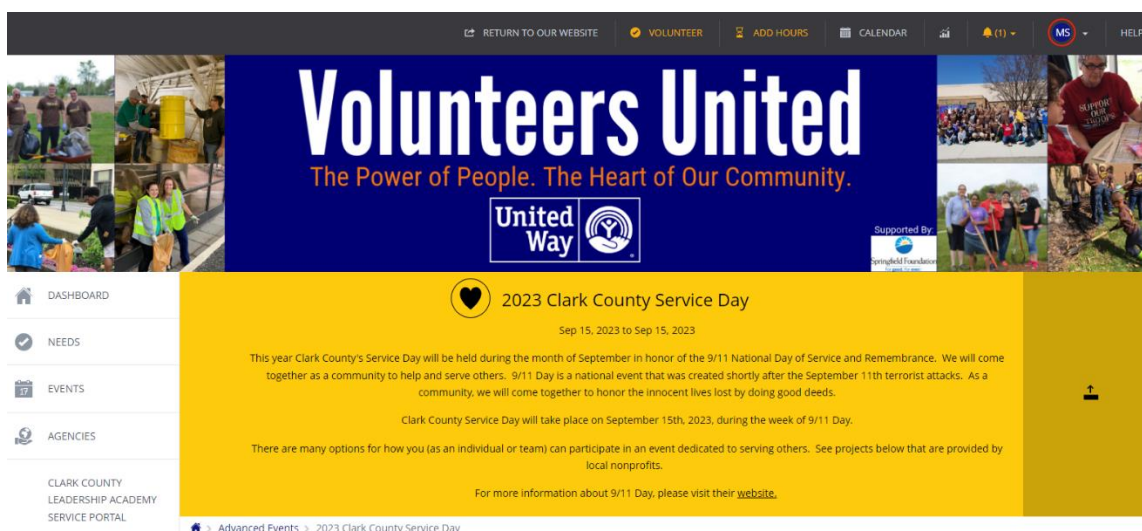 RETURN TO OUR WEBSITE
VOLUNTEER
ADD HOURS
CALENDAR
(1)
MS
HELP
Volunteers United
The Power of People. The Heart of Our Community.
United
Way
Supported By:
Springfield Foundation
SUPPORT
OUR
TROOPS
DASHBOARD
NEEDS
17
EVENTS
AGENCIES
CLARK COUNTY
LEADERSHIP ACADEMY
SERVICE PORTAL
2023 Clark County Service Day
Sep 15, 2023 to Sep 15, 2023
This year Clark County's Service Day will be held during the month of September in honor of the 9/11 National Day of Service and Remembrance. We will come
together as a community to help and serve others. 9/11 Day is a national event that was created shortly after the September 11th terrorist attacks. As a
community, we will come together to honor the innocent lives lost by doing good deeds.
Clark County Service Day will take place on September 15th, 2023, during the week of 9/11 Day.
There are many options for how you (as an individual or team) can participate in an event dedicated to serving others. See projects below that are provided by
local nonprofits.
For more information about 9/11 Day, please visit their website.
> Advanced Events > 2023 Clark County Service Day